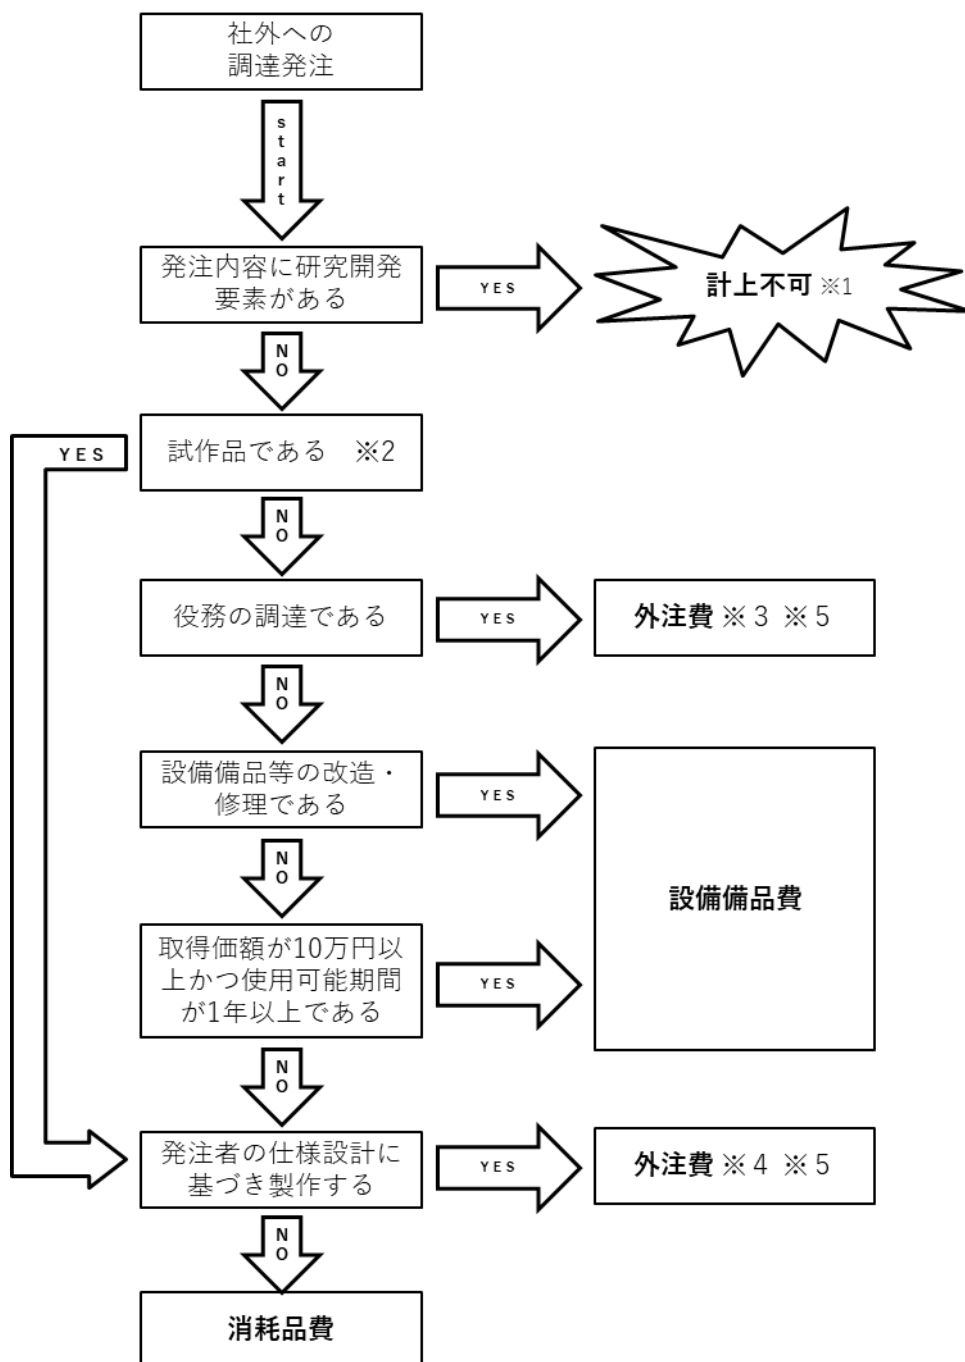 社外への
調達発注
start
発注内容に研究開発
要素がある
YES
計上不可 ※1
NO
YES
試作品である ※2
NO
役務の調達である
YES
外注費 ※３ ※５
NO
設備備品等の改造・
修理である
YES
設備備品費
NO
取得価額が10万円以
上かつ使用可能期間
が1年以上である
YES
NO
発注者の仕様設計に
基づき製作する
YES
外注費 ※４ ※５
NO
消耗品費